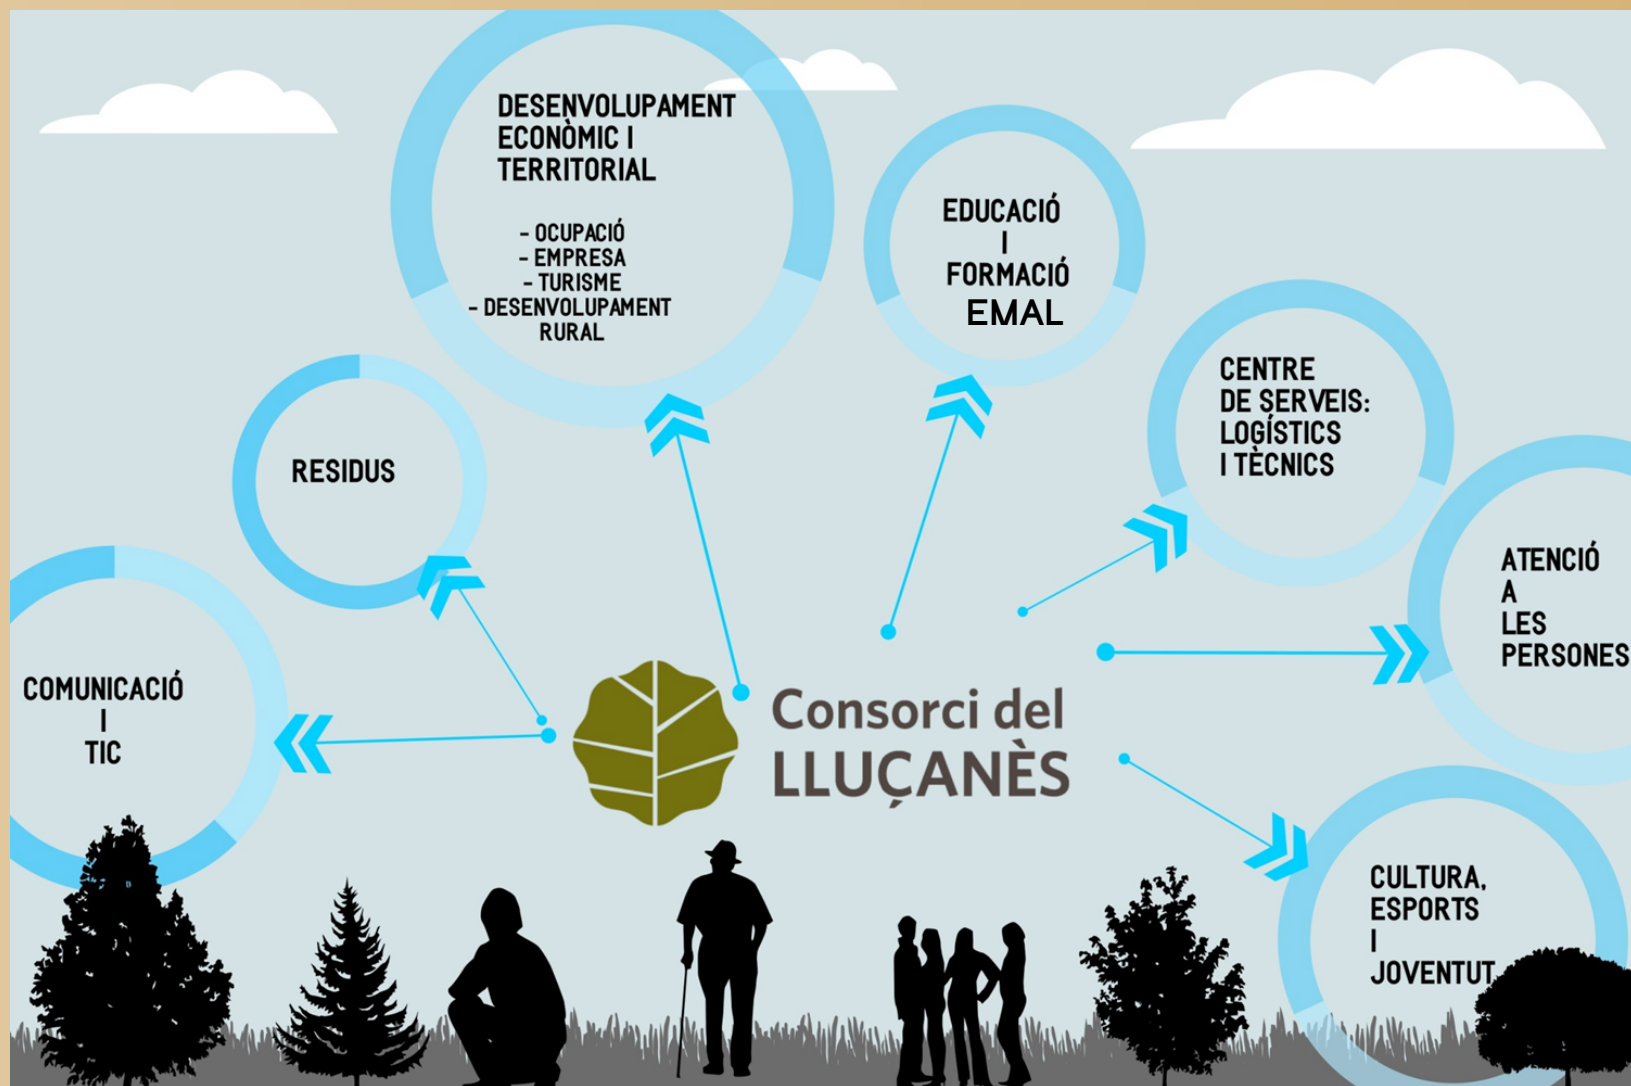 DESENVOLUPAMENT
ECONÒMIC I
TERRITORIAL
- OCUPACIÓ
- EMPRESA
- TURISME
- DESENVOLUPAMENT
RURAL
EDUCACIÓ
I
FORMACIÓ
EMAL
CENTRE
DE SERVEIS:
LOGÍSTICS
I TÈCNICS
RESIDUS
ATENCIÓ
A
LES
PERSONES
COMUNICACIÓ
I
TIC
Consorci del
LLUÇANÈS
CULTURA,
ESPORTS
I
JOVENTUT